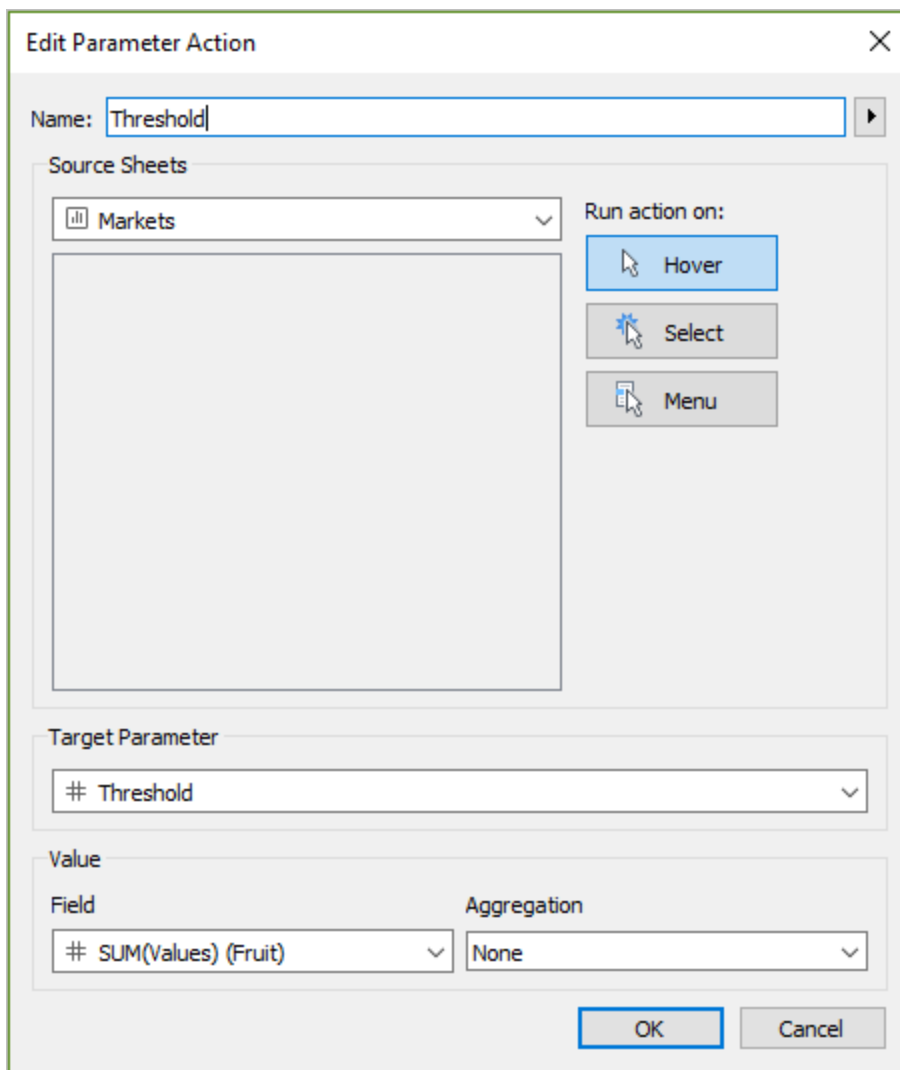 Edit Parameter Action
Name: Threshold
Source Sheets
Markets
Run action on:
Hover
Select
Menu
Target Parameter
# Threshold
Value
Field Aggregation
# SUM(Values) (Fruit) None
OK Cancel